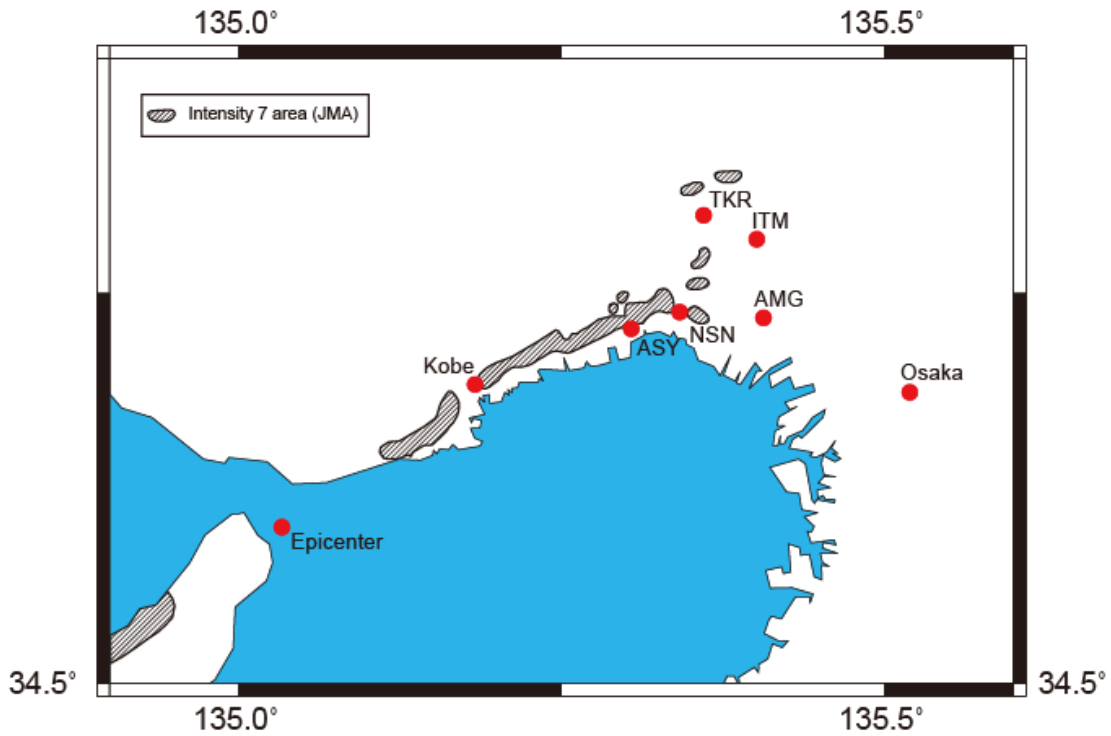 135.0° 135.5°
Intensity 7 area (JMA)
TKR
ITM
AMG
NSN
ASY
Kobe
Osaka
Epicenter
34.5° 34.5°
135.0° 135.5°